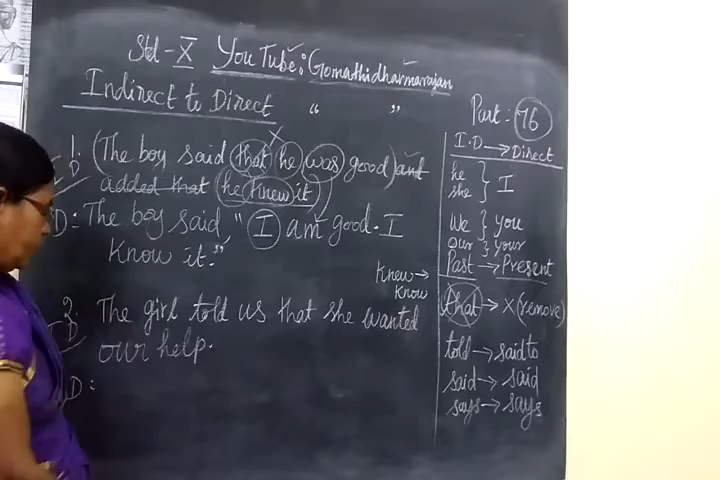 Std - X YouTube: Gomathidharmarajan
Indirect to Direct " "
Part: 76
1. (The boy said that he was good) and
I D added that (he knew it)
D: The boy said, "I am good. I
know it."
Knew →
Know
2. The girl told us that she wanted
I D our help.
D:
I.D → Direct
he
she } I
we } you
our } your
Past → Present
that → X (remove)
told → said to
said → said
says → says